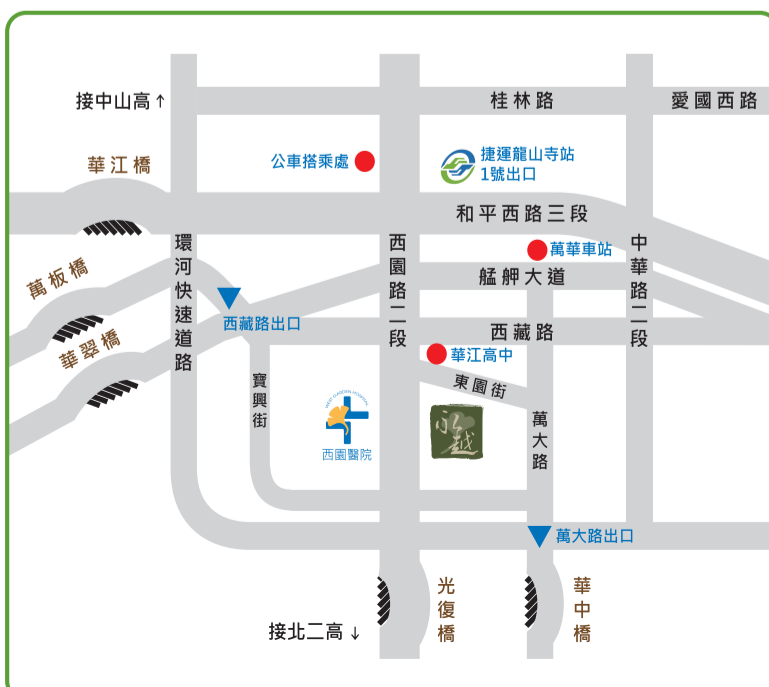 接中山高↑
桂林路
愛國西路
華江橋
公車搭乘處
捷運龍山寺站
1號出口
和平西路三段
環河快速道路
西園路二段
中華路二段
萬華車站
萬板橋
艋舺大道
西藏路出口
西藏路
華翠橋
華江高中
寶興街
東園街
WEST GARDEN HOSPITAL
西園醫院
永越
萬大路
萬大路出口
光復橋
華中橋
接北二高↓